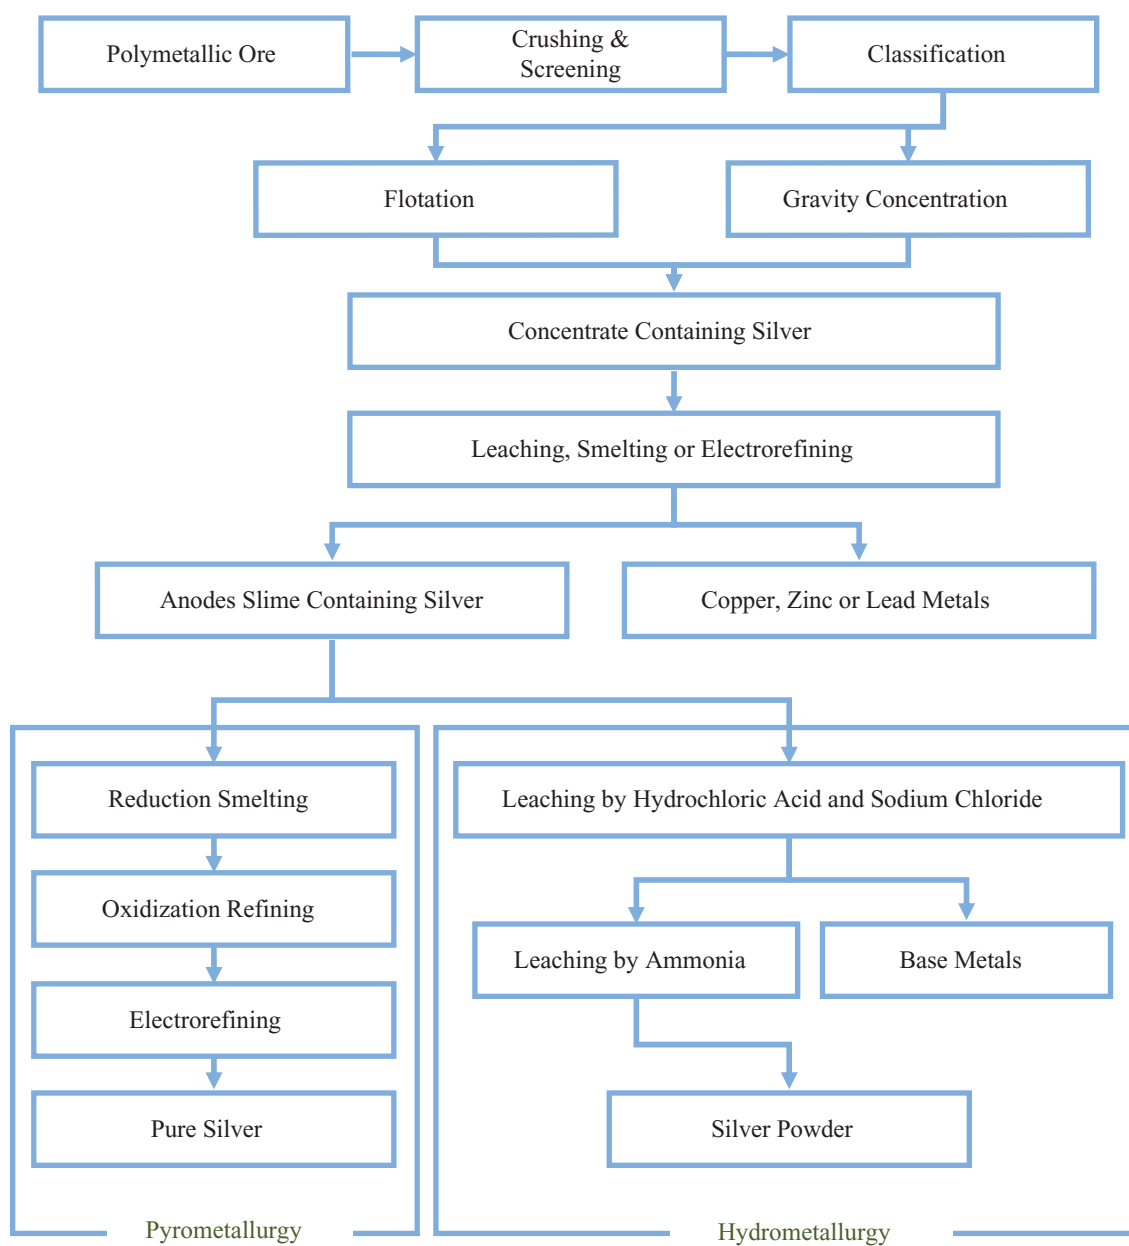 Polymetallic Ore
Crushing &
Screening
Classification
Flotation
Gravity Concentration
Concentrate Containing Silver
Leaching, Smelting or Electrorefining
Anodes Slime Containing Silver
Copper, Zinc or Lead Metals
Reduction Smelting
Oxidization Refining
Electrorefining
Pure Silver
Pyrometallurgy
Leaching by Hydrochloric Acid and Sodium Chloride
Leaching by Ammonia
Base Metals
Silver Powder
Hydrometallurgy